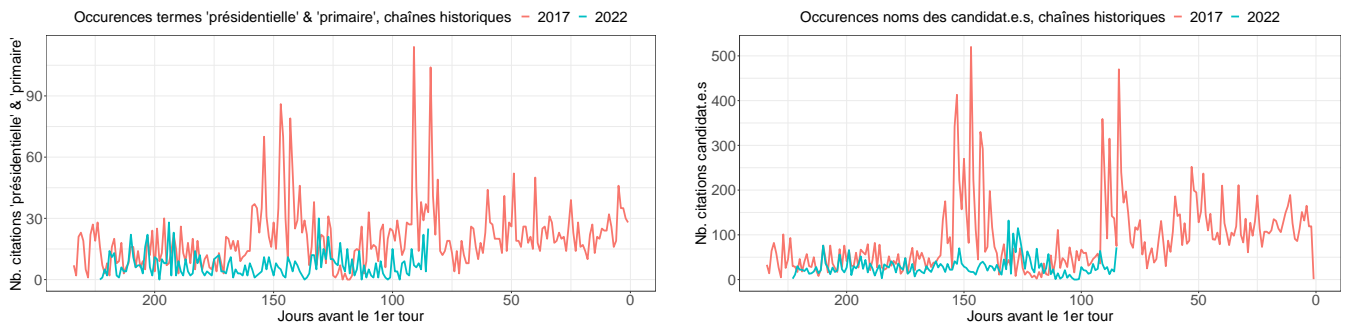 Occurences termes 'présidentielle' & 'primaire', chaînes historiques 2017 2022
Nb. citations 'présidentielle' & 'primaire'
90
60
30
0
200 150 100 50 0
Jours avant le 1er tour
Occurences noms des candidat.e.s, chaînes historiques 2017 2022
Nb. citations candidat.e.s
500
400
300
200
100
0
200 150 100 50 0
Jours avant le 1er tour